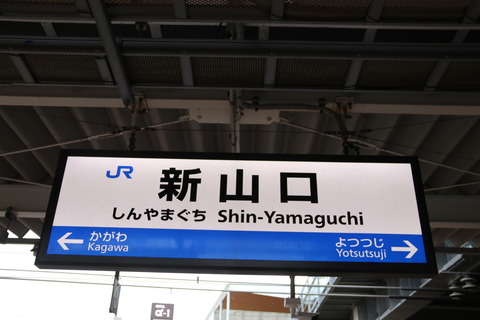 JR
新山口
しんやまぐち Shin-Yamaguchi
← かがわ
Kagawa
よつつじ →
Yotsutsuji
α-1